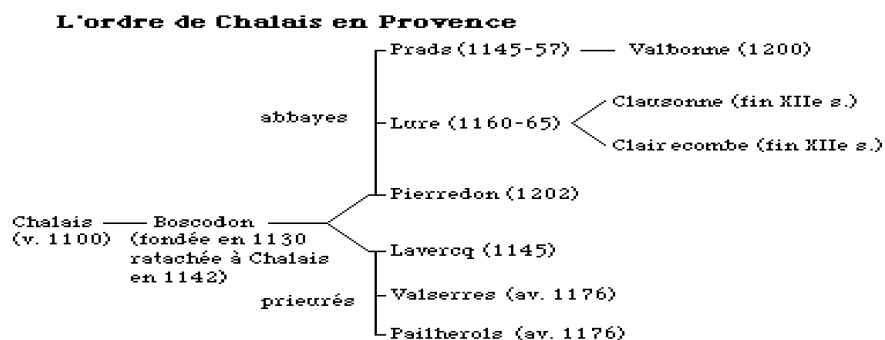 L'ordre de Chalais en Provence
Prads (1145-57)
Valbonne (1200)
abbayes
Lure (1160-65)
Clausonne (fin XIIe s.)
Clairecombe (fin XIIe s.)
Pierredon (1202)
Chalais
(v. 1100)
Boscodon
(fondée en 1130
ratachée à Chalais
en 1142)
Lavercq (1145)
prieurés
Valserres (av. 1176)
Pailherols (av. 1176)